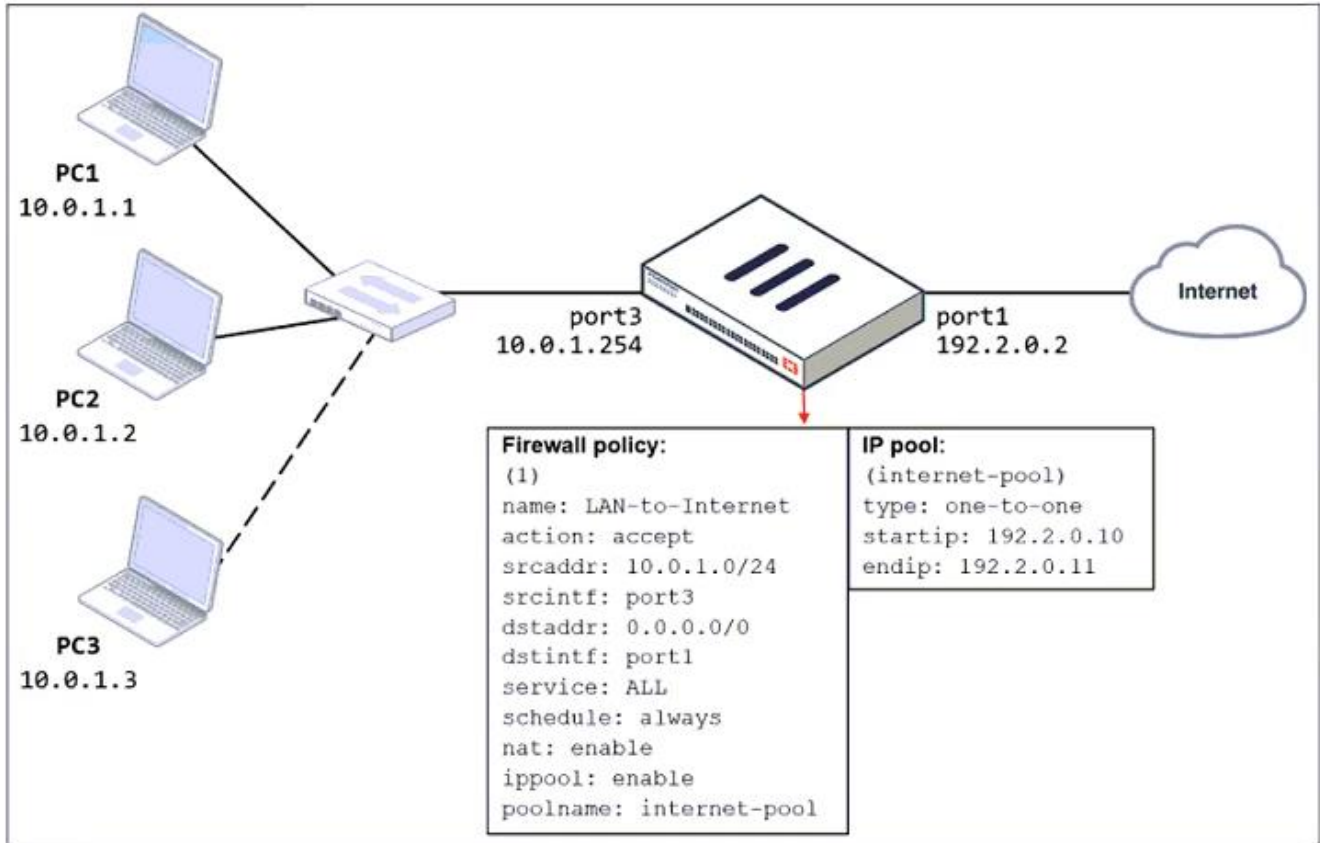 PC1
10.0.1.1
PC2
10.0.1.2
PC3
10.0.1.3
port3
10.0.1.254
port1
192.2.0.2
Internet
Firewall policy:
(1)
name: LAN-to-Internet
action: accept
srcaddr: 10.0.1.0/24
srcintf: port3
dstaddr: 0.0.0.0/0
dstintf: port1
service: ALL
schedule: always
nat: enable
ippool: enable
poolname: internet-pool
IP pool:
(internet-pool)
type: one-to-one
startip: 192.2.0.10
endip: 192.2.0.11